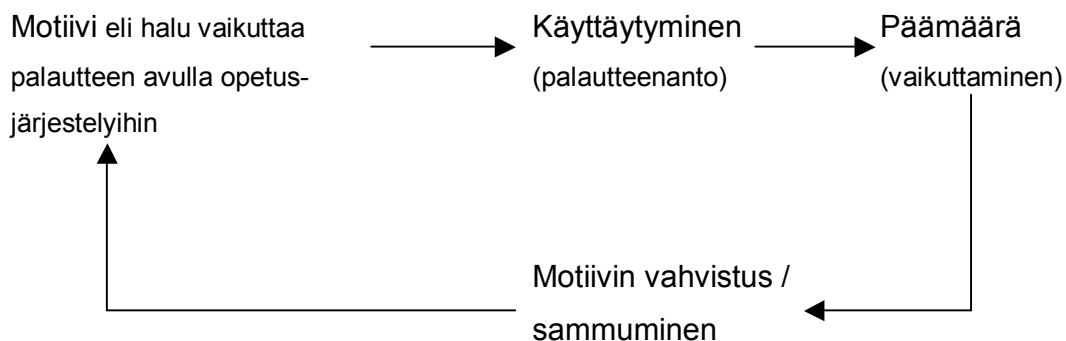 Motiivi eli halu vaikuttaa
palautteen avulla opetus-
järjestelyihin
Käyttäytyminen
(palautteenanto)
Päämäärä
(vaikuttaminen)
Motiivin vahvistus /
sammuminen